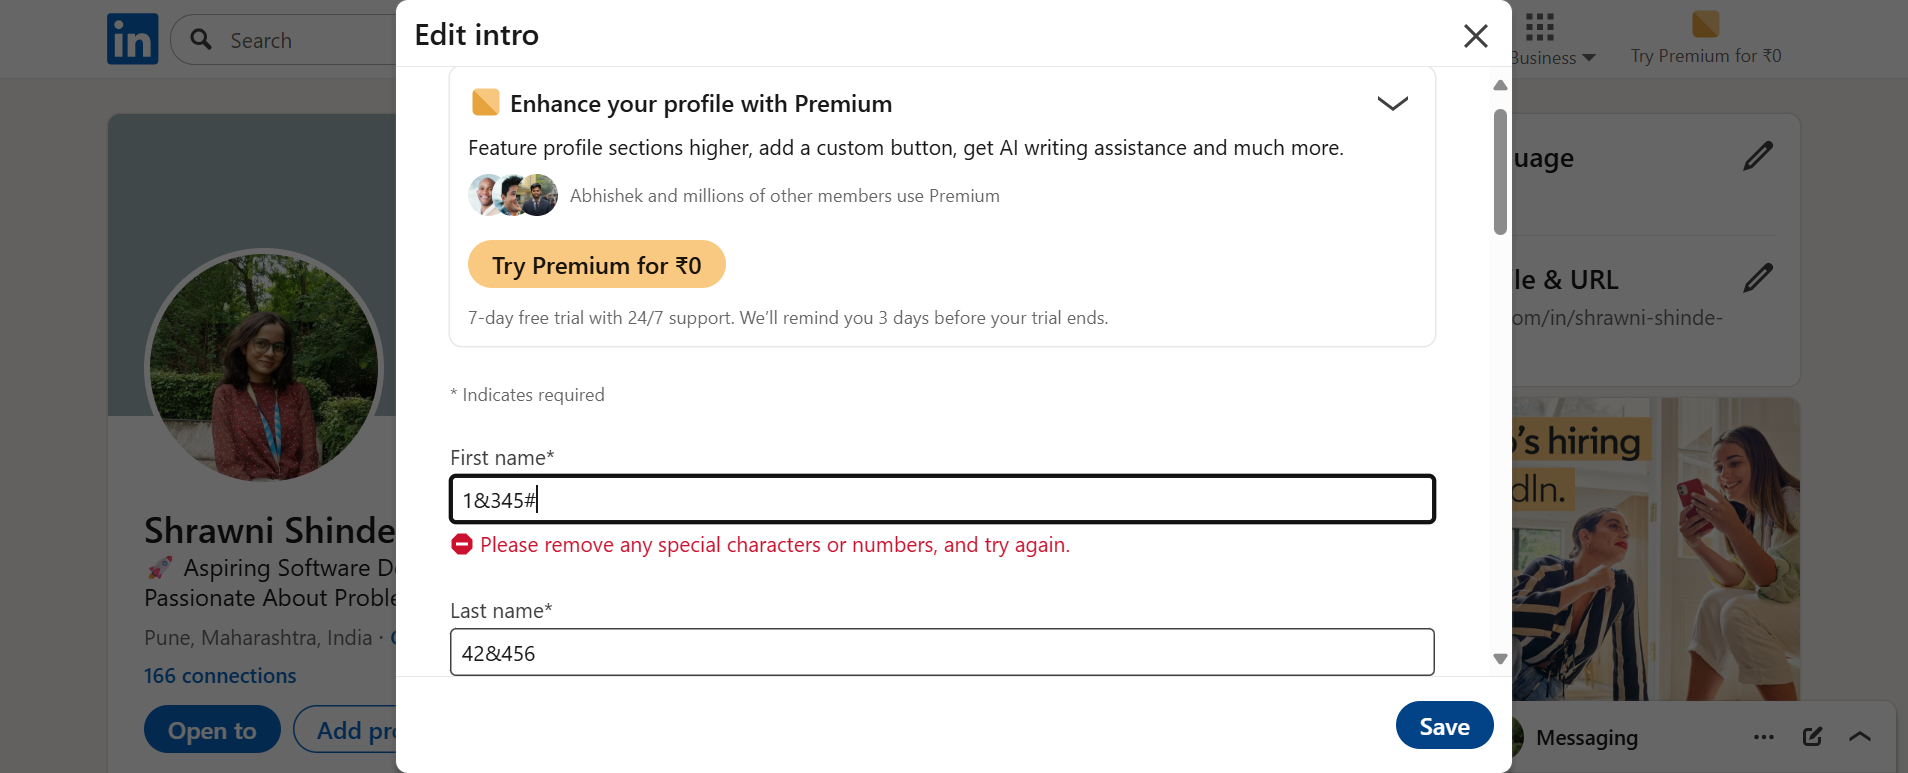 in
Search
Business
Try Premium for ₹0
Edit intro
Enhance your profile with Premium
Feature profile sections higher, add a custom button, get AI writing assistance and much more.
Abhishek and millions of other members use Premium
Try Premium for ₹0
7-day free trial with 24/7 support. We’ll remind you 3 days before your trial ends.
* Indicates required
First name*
1&345#
Please remove any special characters or numbers, and try again.
Last name*
42&456
Save
Shrawni Shinde
🚀 Aspiring Software D
Passionate About Proble
Pune, Maharashtra, India ·
166 connections
Open to
Add pro
uage
le & URL
om/in/shrawni-shinde-
's hiring
dIn.
Messaging